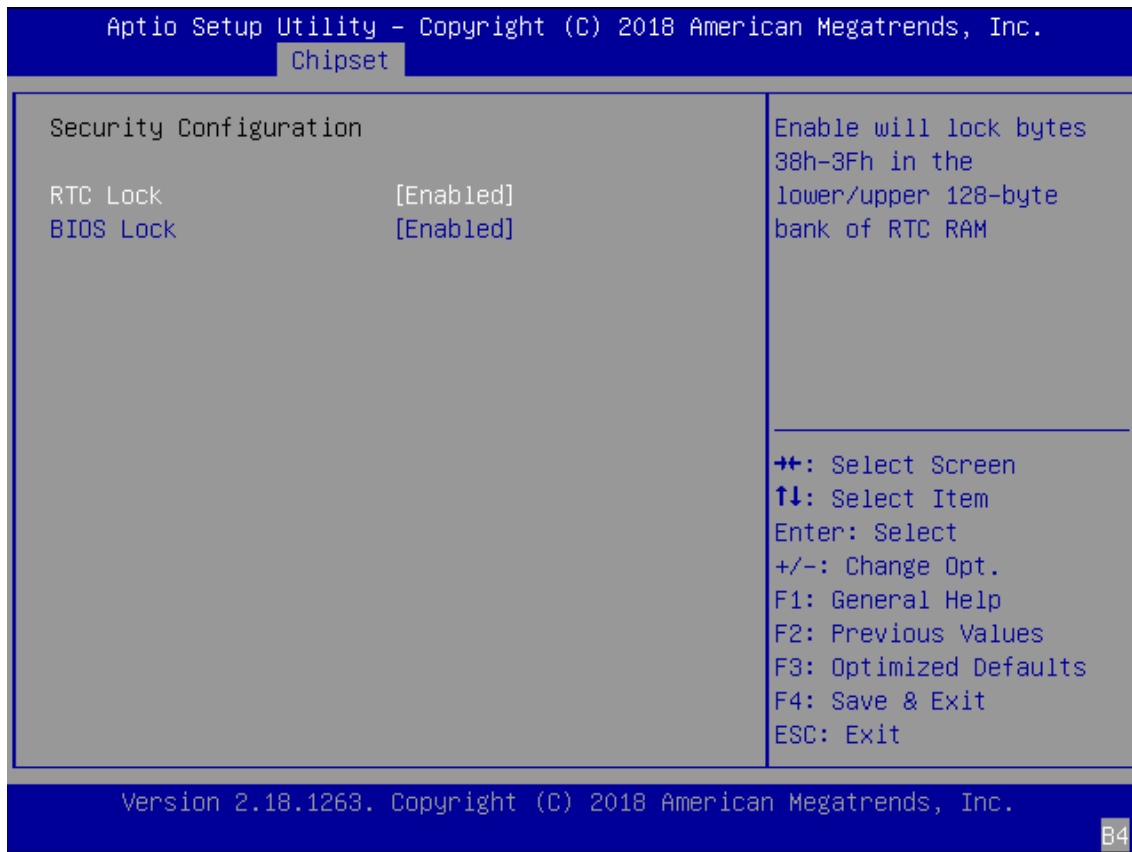 Aptio Setup Utility – Copyright (C) 2018 American Megatrends, Inc.
Chipset
Security Configuration
RTC Lock [Enabled]
BIOS Lock [Enabled]
Enable will lock bytes
38h-3Fh in the
lower/upper 128-byte
bank of RTC RAM
→←: Select Screen
↑↓: Select Item
Enter: Select
+/-: Change Opt.
F1: General Help
F2: Previous Values
F3: Optimized Defaults
F4: Save & Exit
ESC: Exit
Version 2.18.1263. Copyright (C) 2018 American Megatrends, Inc.
B4